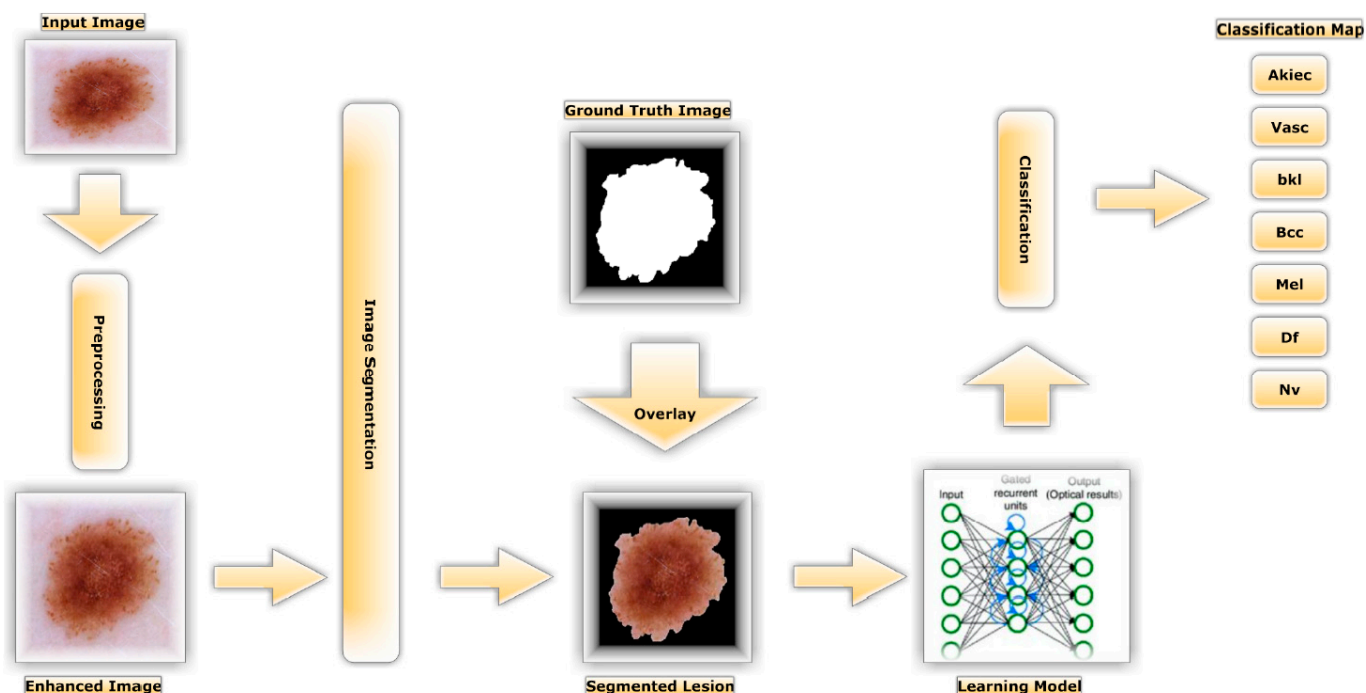 Input Image
Preprocessing
Enhanced Image
Image Segmentation
Ground Truth Image
Overlay
Segmented Lesion
Input
Gated
recurrent
units
Output
(Optical results)
Learning Model
Classification
Classification Map
Akiec
Vasc
bkl
Bcc
Mel
Df
Nv